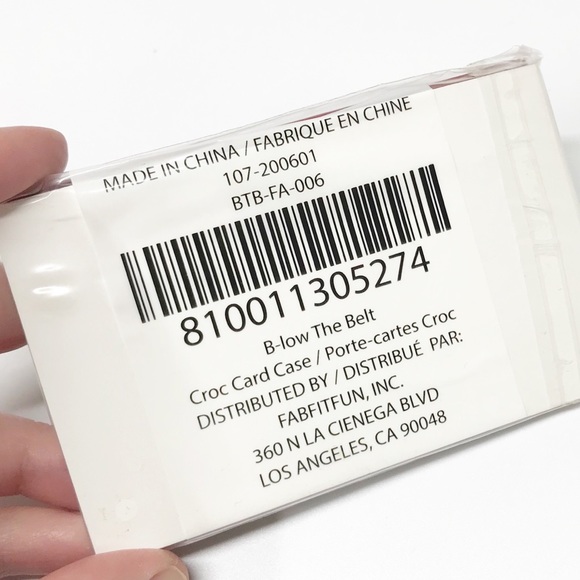 MADE IN CHINA / FABRIQUE EN CHINE
107-200601
BTB-FA-006
810011305274
B-low The Belt
Croc Card Case / Porte-cartes Croc
DISTRIBUTED BY / DISTRIBUÉ PAR:
FABFITFUN, INC.
360 N LA CIENEGA BLVD
LOS ANGELES, CA 90048